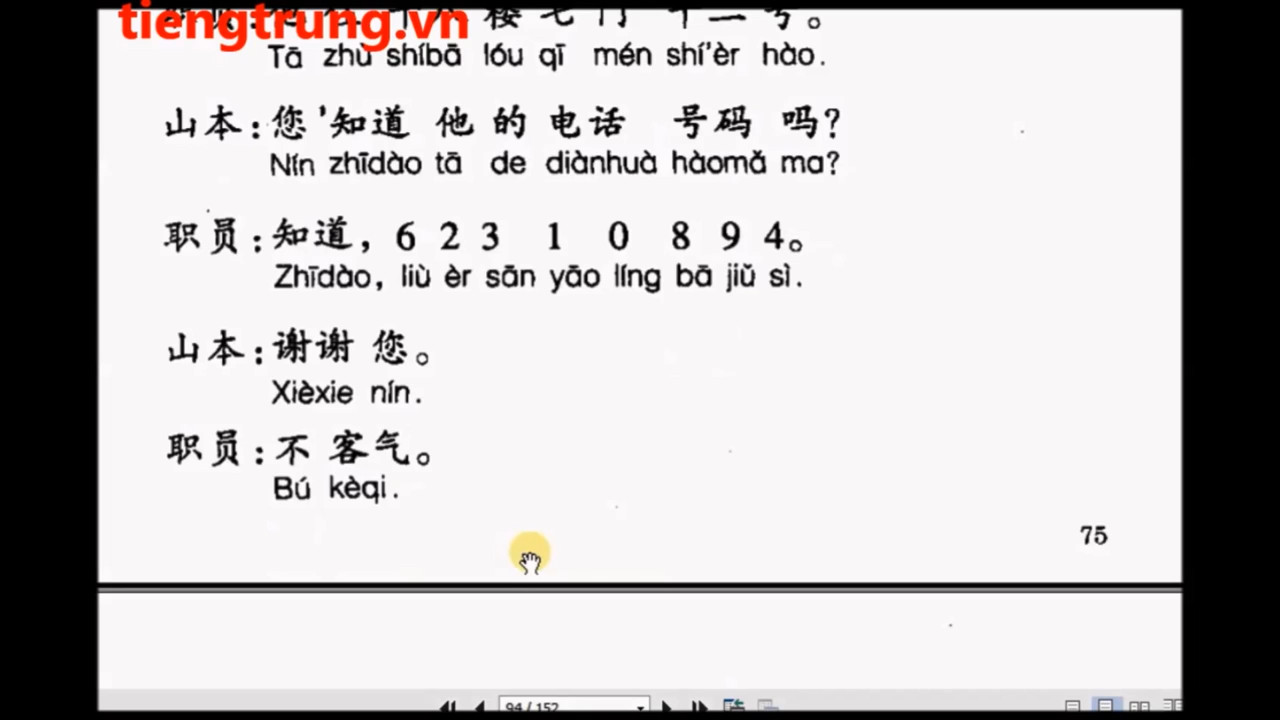 tiengtrung.vn
Tā zhù shíbā lóu qī mén shí'èr hào.
山本：您'知道 他 的 电话 号码 吗?
Nín zhīdào tā de diànhuà hàomǎ ma?
职员：知道，6 2 3 1 0 8 9 4。
Zhīdào, liù èr sān yāo líng bā jiǔ sì.
山本：谢谢 您。
Xièxie nín.
职员：不 客气。
Bú kèqi.
75
94 / 152